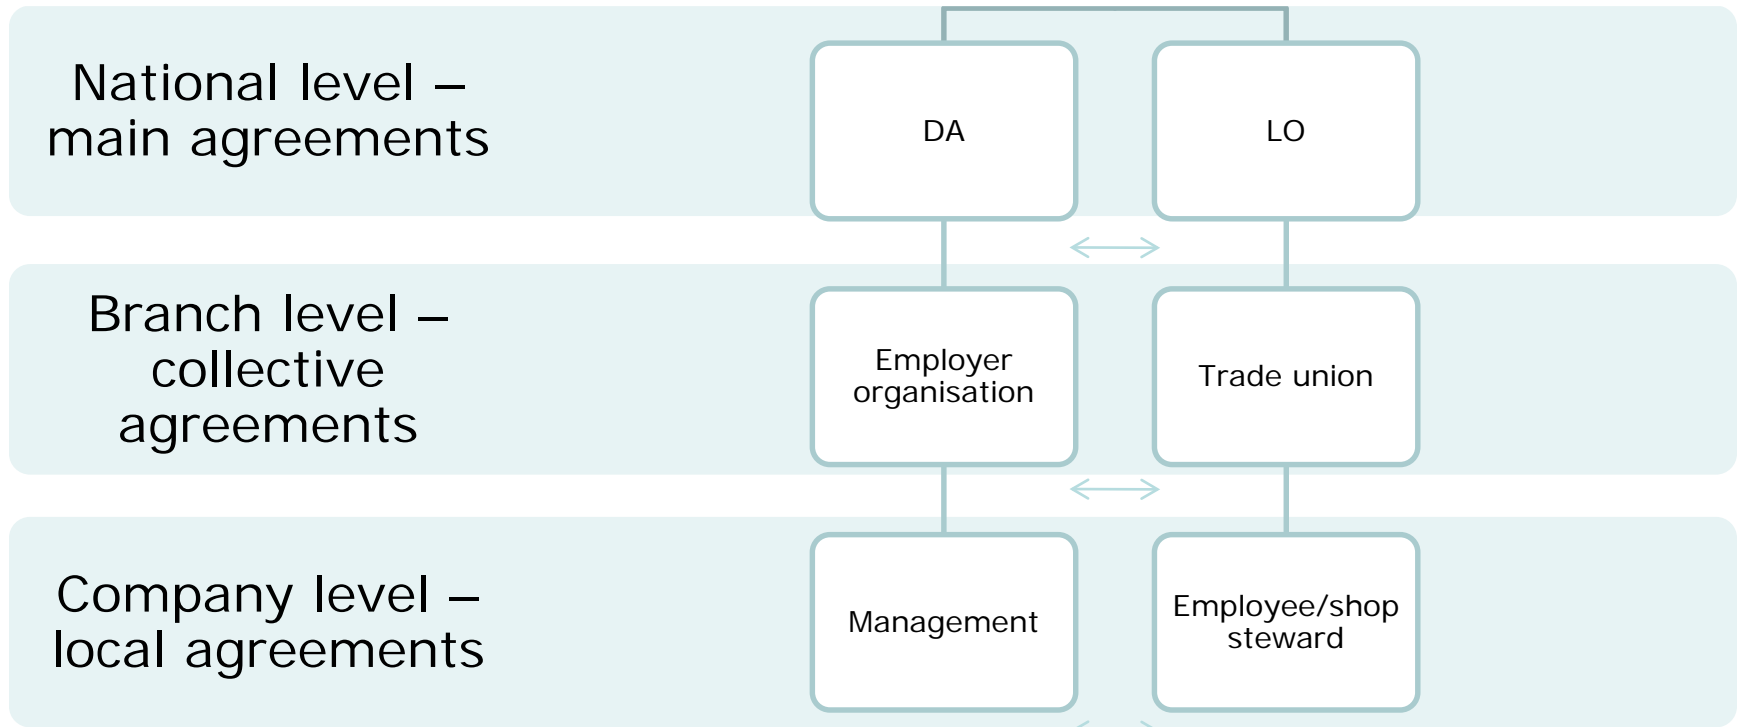 National level –
main agreements
DA
LO
Branch level –
collective
agreements
Employer
organisation
Trade union
Company level –
local agreements
Management
Employee/shop
steward